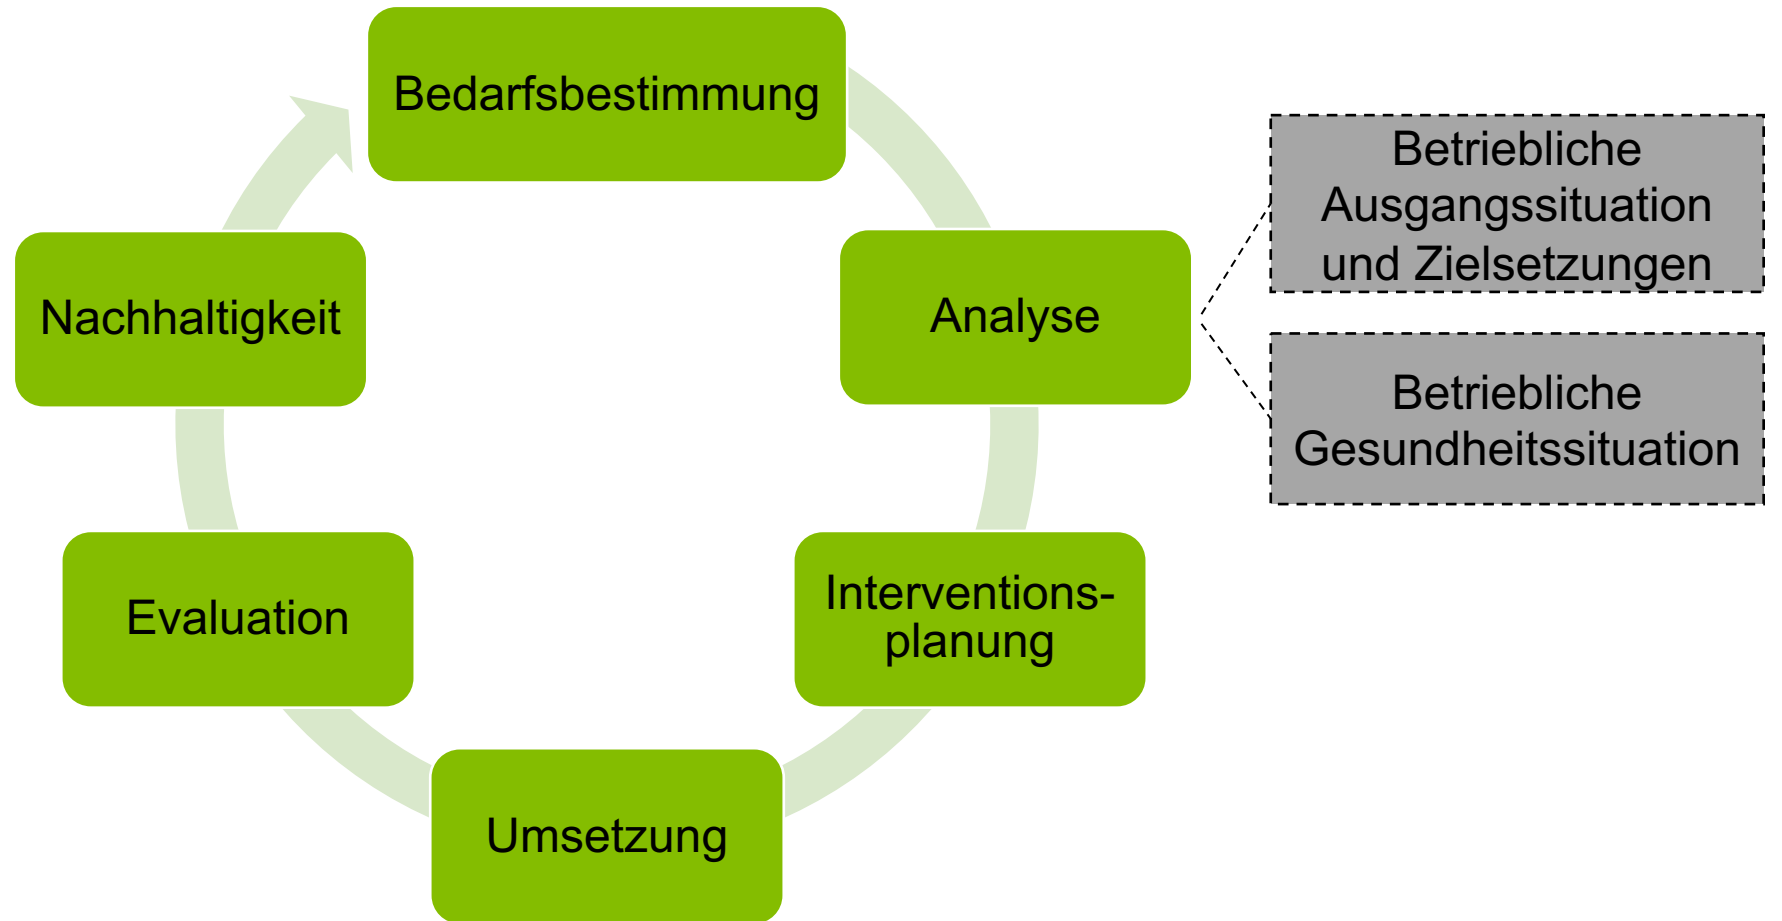 Bedarfsbestimmung
Analyse
Betriebliche
Ausgangssituation
und Zielsetzungen
Betriebliche
Gesundheitssituation
Interventions-
planung
Umsetzung
Evaluation
Nachhaltigkeit